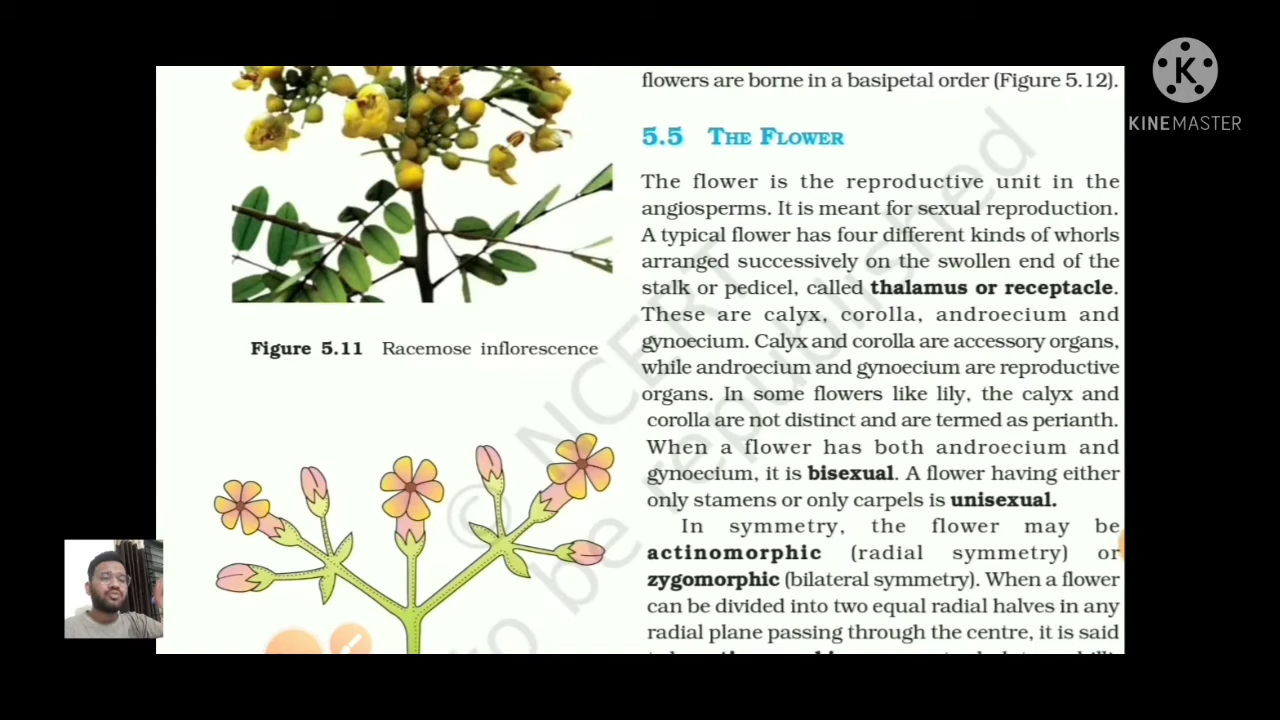 flowers are borne in a basipetal order (Figure 5.12).
5.5 THE FLOWER
The flower is the reproductive unit in the
angiosperms. It is meant for sexual reproduction.
A typical flower has four different kinds of whorls
arranged successively on the swollen end of the
stalk or pedicel, called thalamus or receptacle.
These are calyx, corolla, androecium and
gynoecium. Calyx and corolla are accessory organs,
while androecium and gynoecium are reproductive
organs. In some flowers like lily, the calyx and
corolla are not distinct and are termed as perianth.
When a flower has both androecium and
gynoecium, it is bisexual. A flower having either
only stamens or only carpels is unisexual.
In symmetry, the flower may be
actinomorphic (radial symmetry) or
zygomorphic (bilateral symmetry). When a flower
can be divided into two equal radial halves in any
radial plane passing through the centre, it is said
Figure 5.11 Racemose inflorescence
© NCERT
be republished
K
KINEMASTER